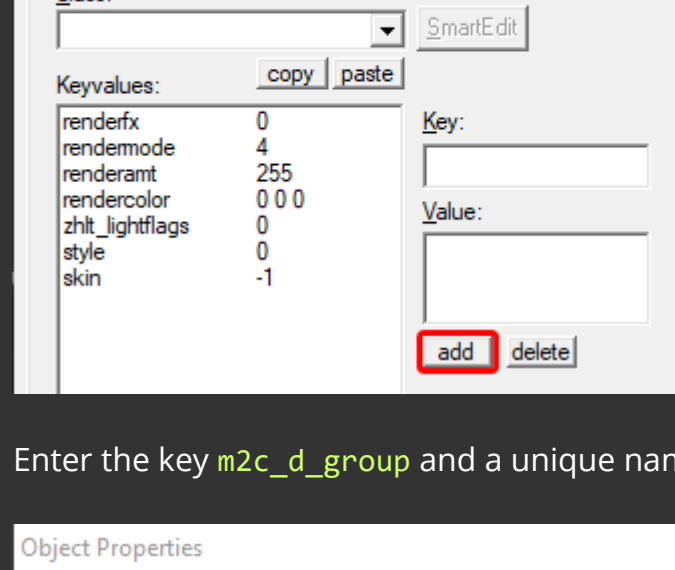 SmartEdit
copy paste
Keyvalues:
renderfx 0
rendermode 4
renderamt 255
rendercolor 0 0 0
zhlt_lightflags 0
style 0
skin -1
Key:
Value:
add delete
Enter the key m2c_d_group and a unique
Object Properties